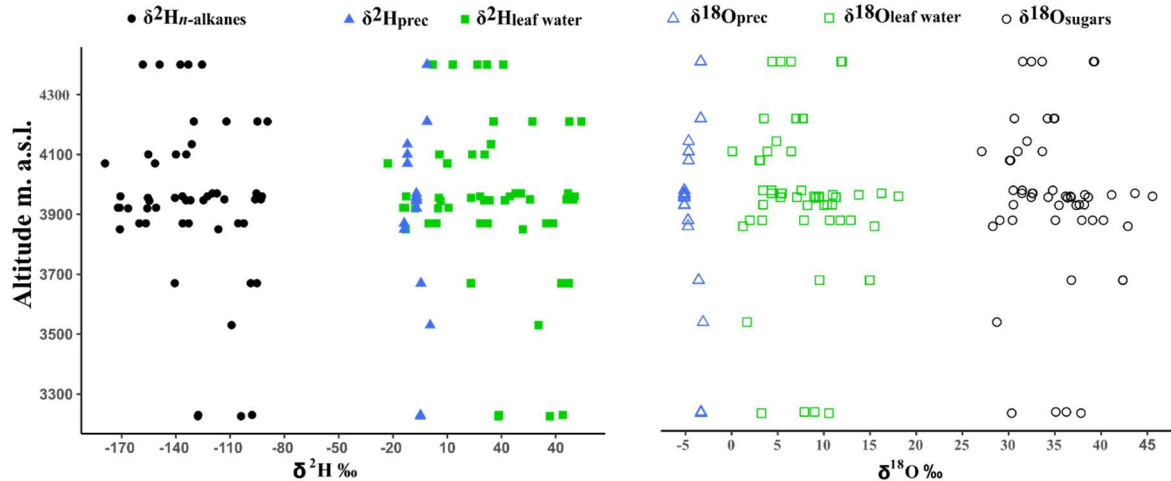 δ²Hn-alkanes δ²Hprec δ²Hleaf water δ¹⁸Oprec δ¹⁸Oleaf water δ¹⁸Osugars
Altitude m. a.s.l.
4300
4100
3900
3700
3500
3300
-170 -140 -110 -80 -50 -20 10 40 40
δ²H ‰
-5 0 5 10 15 20 25 30 35 40 45
δ¹⁸O ‰